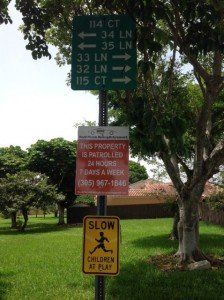 114 CT
34 LN
35 LN
33 LN
32 LN
115 CT
THIS PROPERTY
IS PATROLLED
24 HOURS
7 DAYS A WEEK
(305) 967-1846
SLOW
CHILDREN
AT PLAY